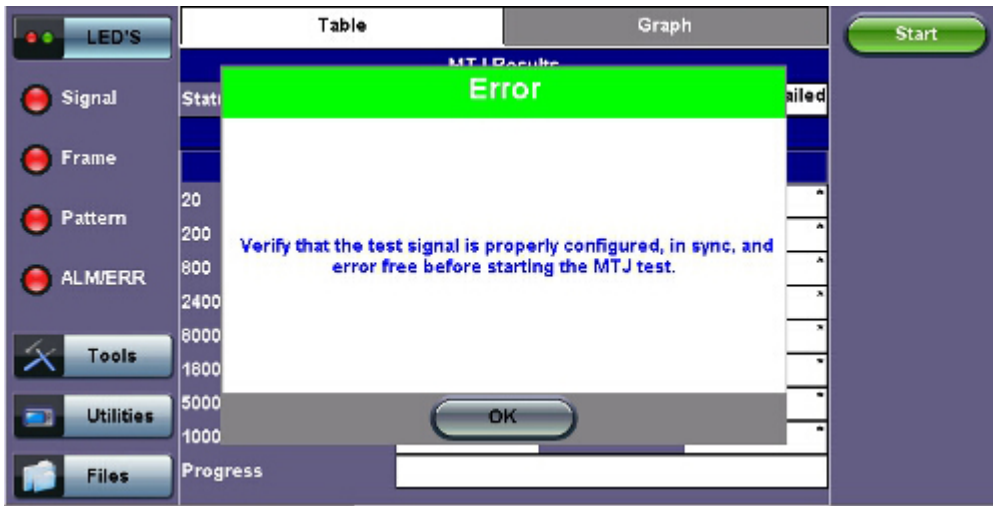 LED'S
Table
Graph
Start
Error
Signal
ailed
Frame
20
Pattern
200
Verify that the test signal is properly configured, in sync, and
error free before starting the MTJ test.
800
ALM/ERR
2400
8000
Tools
1800
5000
Utilities
OK
1000
Progress
Files